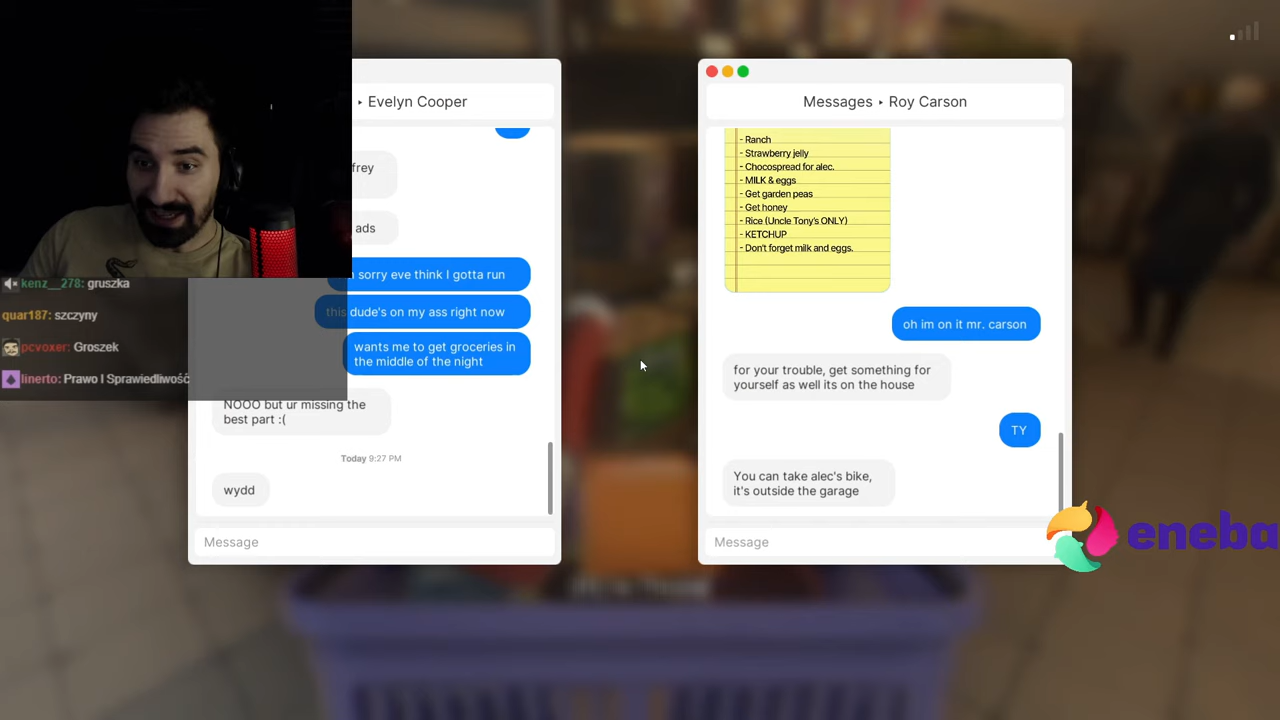 Evelyn Cooper
frey
ads
sorry eve think I gotta run
this dude's on my ass right now
wants me to get groceries in
the middle of the night
NOOO but ur missing the
best part :(
Today 9:27 PM
wydd
Message
Messages ‣ Roy Carson
- Ranch
- Strawberry jelly
- Chocospread for alec.
- MILK & eggs
- Get garden peas
- Get honey
- Rice (Uncle Tony's ONLY)
- KETCHUP
- Don't forget milk and eggs.
oh im on it mr. carson
for your trouble, get something for
yourself as well its on the house
TY
You can take alec's bike,
it's outside the garage
Message
kenz__278: gruszka
quar187: szczyny
pcvoxer: Groszek
linerto: Prawo I Sprawiedliwość
eneba